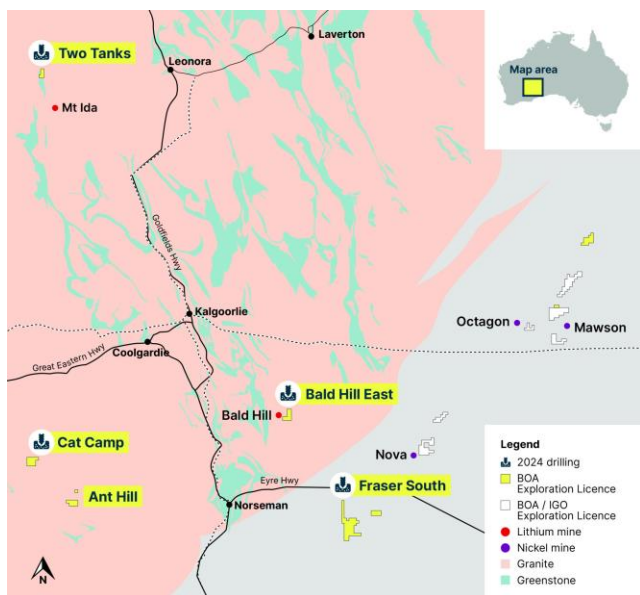 Two Tanks
Laverton
Leonora
Mt Ida
Map area
Goldfields Hwy
Kalgoorlie
Octagon
Mawson
Great Eastern Hwy
Coolgardie
Bald Hill East
Bald Hill
Cat Camp
Nova
Ant Hill
Eyre Hwy
Fraser South
Norseman
N
Legend
2024 drilling
BOA
Exploration Licence
BOA / IGO
Exploration Licence
Lithium mine
Nickel mine
Granite
Greenstone